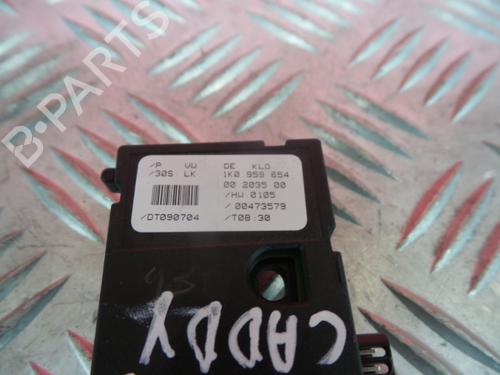 B-PARTS
/P VW DE KLO
/30S LK 1K0 959 654
00 2035 00
/HW 0105
/00473579
/DT090704 /T08:30
CADDY